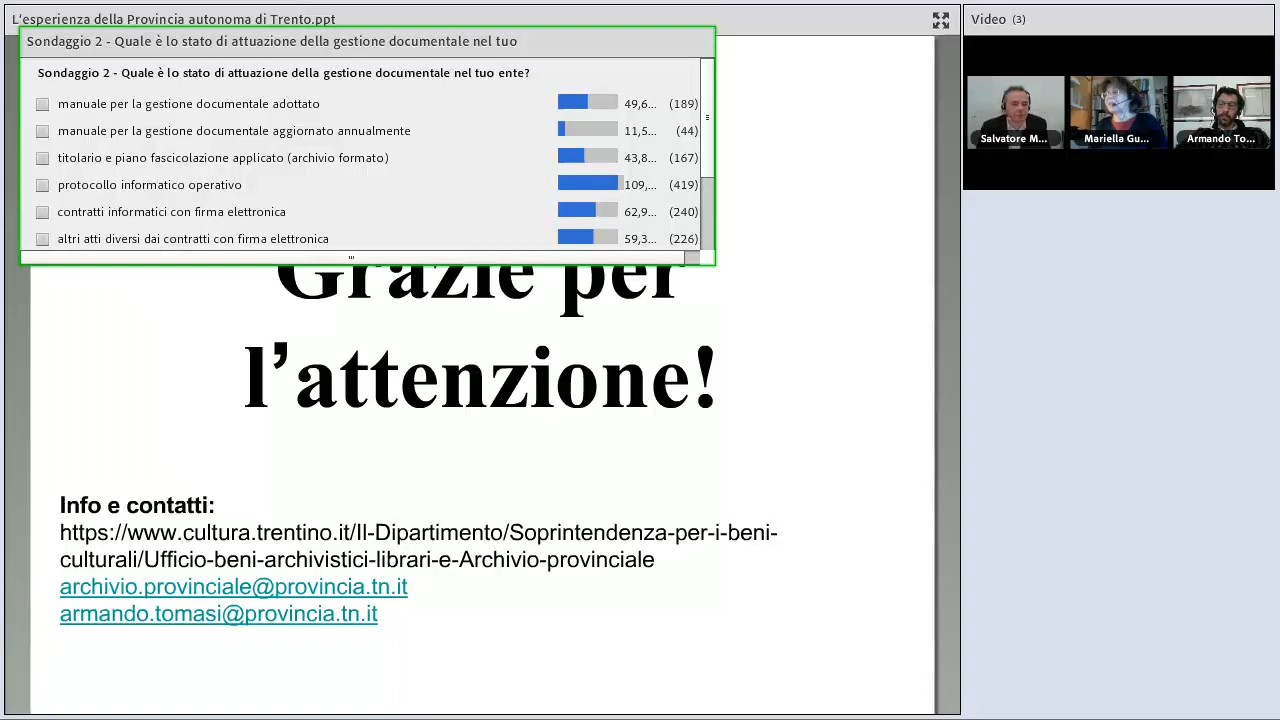 L'esperienza della Provincia autonoma di Trento.ppt
Video (3)
Sondaggio 2 - Quale è lo stato di attuazione della gestione documentale nel tuo
Sondaggio 2 - Quale è lo stato di attuazione della gestione documentale nel tuo ente?
manuale per la gestione documentale adottato 49,6... (189)
manuale per la gestione documentale aggiornato annualmente 11,5... (44)
titolario e piano fascicolazione applicato (archivio formato) 43,8... (167)
protocollo informatico operativo 109,... (419)
contratti informatici con firma elettronica 62,9... (240)
altri atti diversi dai contratti con firma elettronica 59,3... (226)
Salvatore M...
Mariella Gu...
Armando To...
Grazie per
l'attenzione!
Info e contatti:
https://www.cultura.trentino.it/Il-Dipartimento/Soprintendenza-per-i-beni-
culturali/Ufficio-beni-archivistici-librari-e-Archivio-provinciale
archivio.provinciale@provincia.tn.it
armando.tomasi@provincia.tn.it